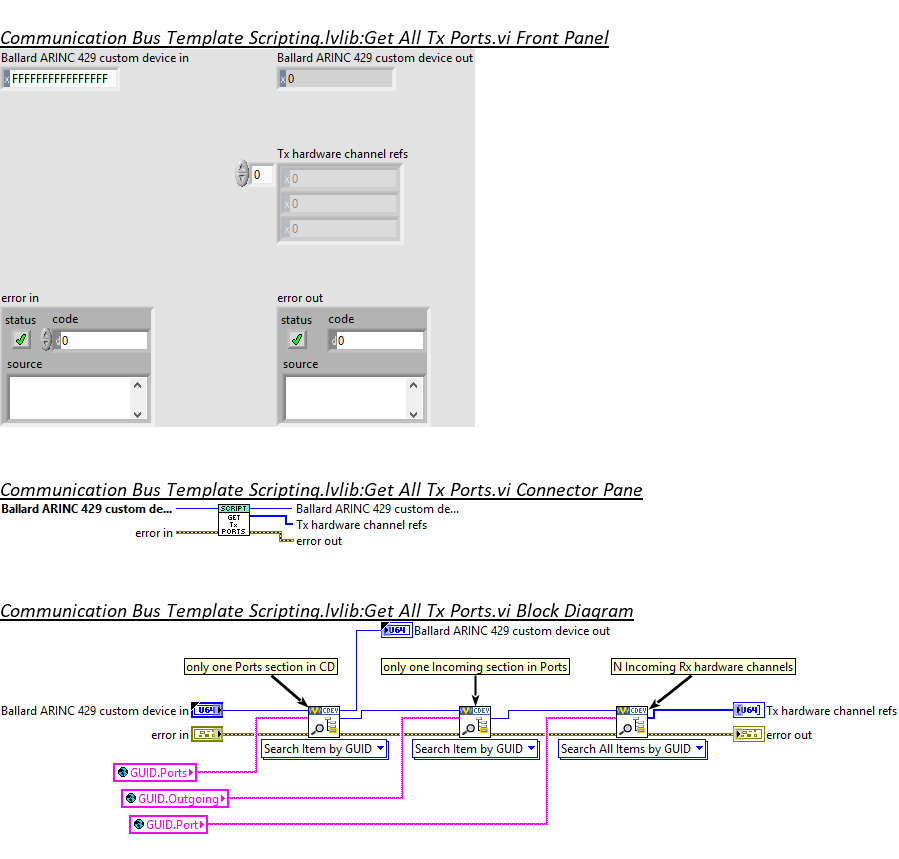 Communication Bus Template Scripting.lvlib:Get All Tx Ports.vi Front Panel
Ballard ARINC 429 custom device in
Ballard ARINC 429 custom device out
x FFFFFFFFFFFFFFFF
x 0
Tx hardware channel refs
0
x 0
x 0
x 0
error in
error out
status code
status code
d 0
d 0
source
source
Communication Bus Template Scripting.lvlib:Get All Tx Ports.vi Connector Pane
Ballard ARINC 429 custom de...
SCRIPT
GET
Tx
PORTS
Ballard ARINC 429 custom de...
Tx hardware channel refs
error in
error out
Communication Bus Template Scripting.lvlib:Get All Tx Ports.vi Block Diagram
U64
Ballard ARINC 429 custom device out
only one Ports section in CD
only one Incoming section in Ports
N Incoming Rx hardware channels
Ballard ARINC 429 custom device in
U64
CDEV
CDEV
CDEV
U64
Tx hardware channel refs
error in
error out
Search Item by GUID
Search Item by GUID
Search All Items by GUID
GUID.Ports
GUID.Outgoing
GUID.Port